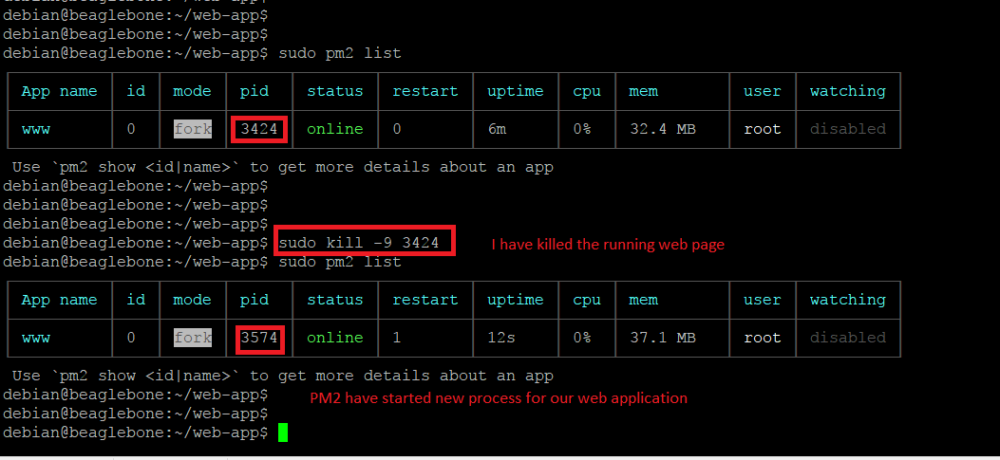 debian@beaglebone:~/web-app$
debian@beaglebone:~/web-app$
debian@beaglebone:~/web-app$
debian@beaglebone:~/web-app$ sudo pm2 list
App name id mode pid status restart uptime cpu mem user watching
www 0 fork 3424 online 0 6m 0% 32.4 MB root disabled
Use `pm2 show <id|name>` to get more details about an app
debian@beaglebone:~/web-app$
debian@beaglebone:~/web-app$
debian@beaglebone:~/web-app$
debian@beaglebone:~/web-app$ sudo kill -9 3424 I have killed the running web page
debian@beaglebone:~/web-app$ sudo pm2 list
App name id mode pid status restart uptime cpu mem user watching
www 0 fork 3574 online 1 12s 0% 37.1 MB root disabled
Use `pm2 show <id|name>` to get more details about an app
debian@beaglebone:~/web-app$ PM2 have started new process for our web application
debian@beaglebone:~/web-app$
debian@beaglebone:~/web-app$